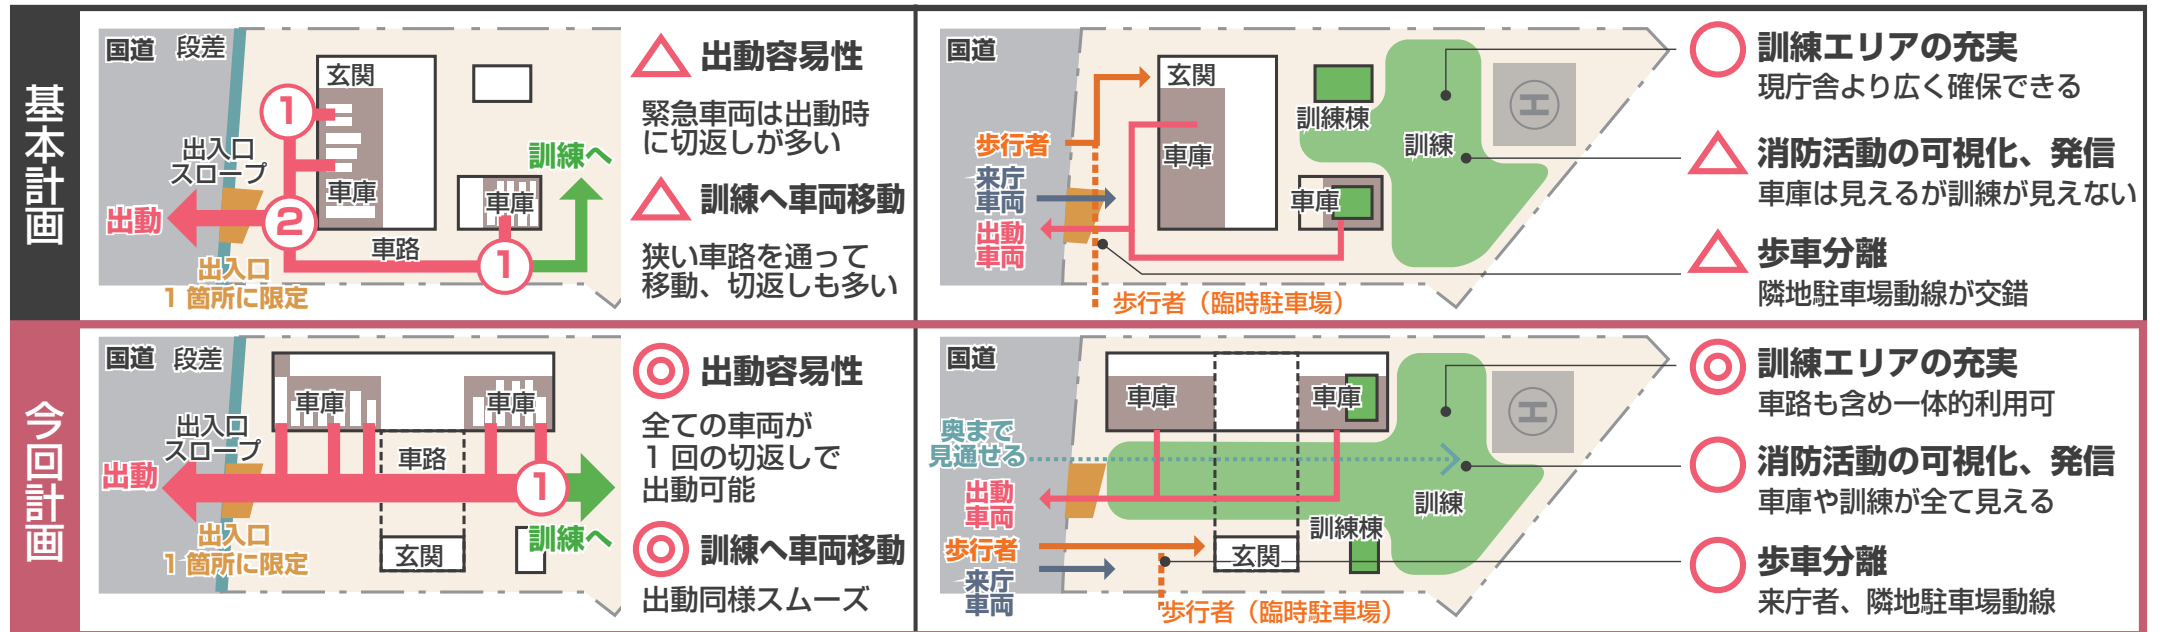 基本計画
国道
段差
玄関
1
出入口
スロープ
車庫
出動
2
車路
出入口
1箇所に限定
車庫
1
訓練へ
出動容易性
緊急車両は出動時
に切返しが多い
訓練へ車両移動
狭い車路を通って
移動、切返しも多い
国道
玄関
歩行者
来庁
車両
出動
車両
車庫
訓練棟
車庫
訓練
H
歩行者（臨時駐車場）
訓練エリアの充実
現庁舎より広く確保できる
消防活動の可視化、発信
車庫は見えるが訓練が見えない
歩車分離
隣地駐車場動線が交錯
今回計画
国道
段差
車庫
車庫
出入口
スロープ
車路
出動
1
出入口
1箇所に限定
玄関
訓練へ
出動容易性
全ての車両が
1回の切返しで
出動可能
訓練へ車両移動
出動同様スムーズ
国道
車庫
車庫
H
奥まで
見通せる
出動
車両
訓練
訓練棟
歩行者
来庁
車両
玄関
歩行者（臨時駐車場）
訓練エリアの充実
車路も含め一体的利用可
消防活動の可視化、発信
車庫や訓練が全て見える
歩車分離
来庁者、隣地駐車場動線